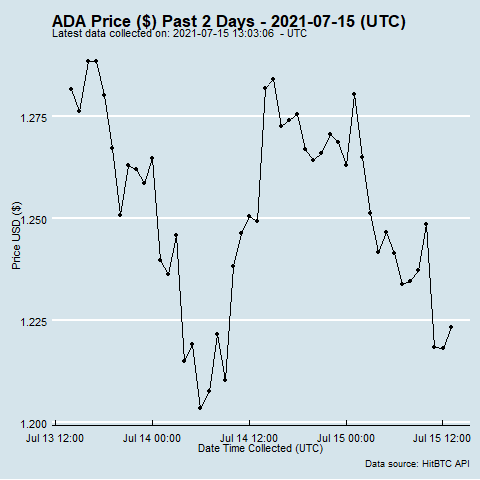 ADA Price ($) Past 2 Days - 2021-07-15 (UTC)
Latest data collected on: 2021-07-15 13:03:06 - UTC
1.275
1.250
1.225
1.200
Price USD ($)
Jul 13 12:00 Jul 14 00:00 Jul 14 12:00 Jul 15 00:00 Jul 15 12:00
Date Time Collected (UTC)
Data source: HitBTC API